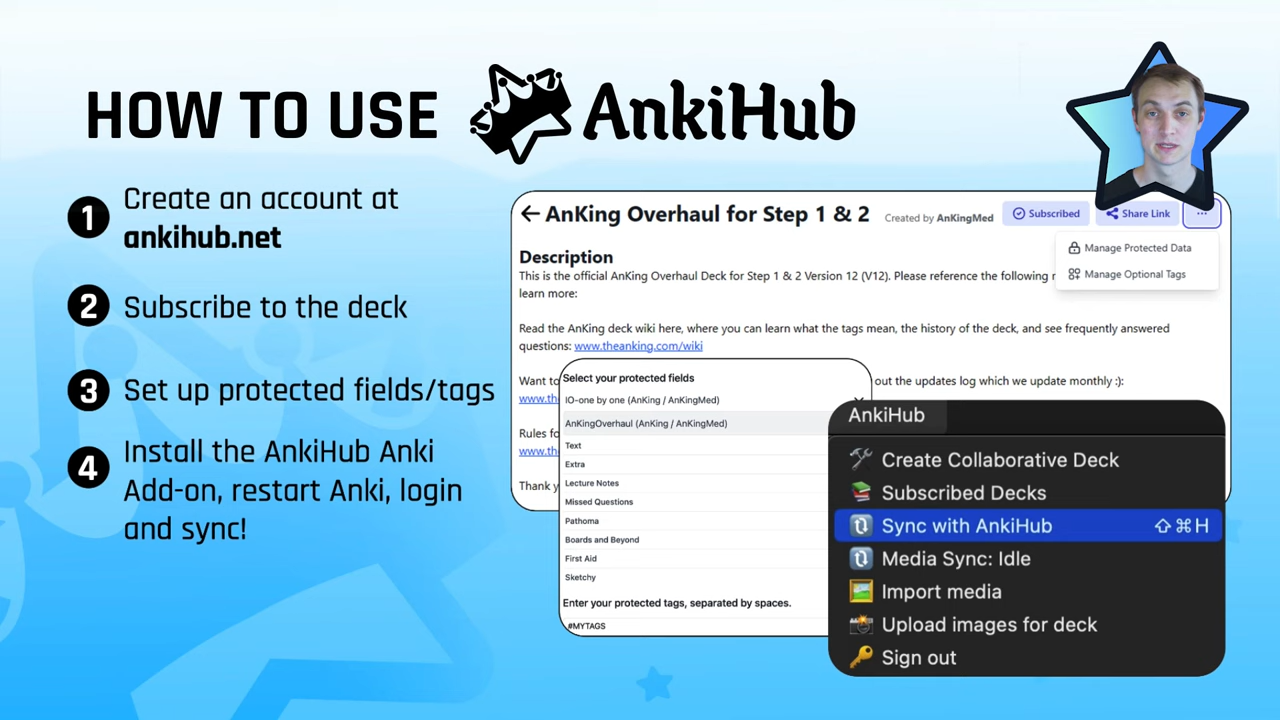 HOW TO USE AnkiHub
1 Create an account at
ankihub.net
2 Subscribe to the deck
3 Set up protected fields/tags
4 Install the AnkiHub Anki
Add-on, restart Anki, login
and sync!
AnKing Overhaul for Step 1 & 2 Created by AnKingMed Subscribed Share Link ...
Manage Protected Data
Manage Optional Tags
Description
This is the official AnKing Overhaul Deck for Step 1 & 2 Version 12 (V12). Please reference the following
learn more:
Read the AnKing deck wiki here, where you can learn what the tags mean, the history of the deck, and see frequently answered
questions: www.theanking.com/wiki
Want to out the updates log which we update monthly :):
www.th
Rules fo
www.th
Thank y
Select your protected fields
IO-one by one (AnKing / AnKingMed)
AnKingOverhaul (AnKing / AnKingMed)
Text
Extra
Lecture Notes
Missed Questions
Pathoma
Boards and Beyond
First Aid
Sketchy
Enter your protected tags, separated by spaces.
#MYTAGS
AnkiHub
Create Collaborative Deck
Subscribed Decks
Sync with AnkiHub ⇧⌘H
Media Sync: Idle
Import media
Upload images for deck
Sign out